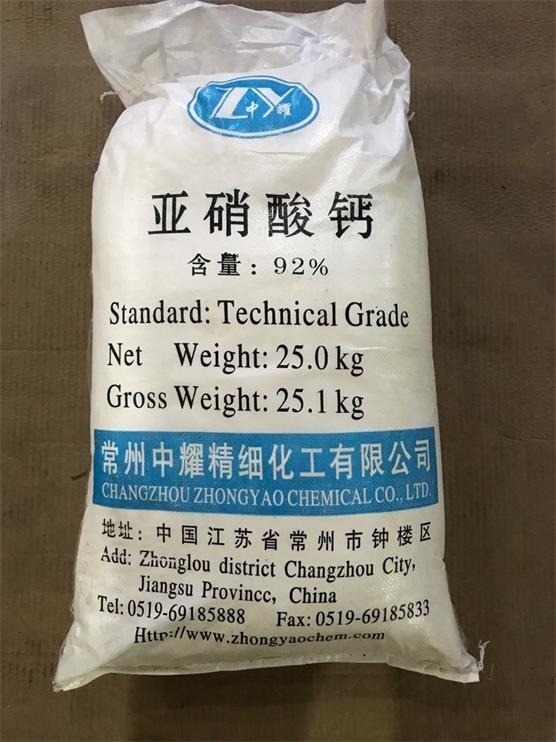 ZY
中耀
亚硝酸钙
含量：92%
Standard: Technical Grade
Net Weight: 25.0 kg
Gross Weight: 25.1 kg
常州中耀精细化工有限公司
CHANGZHOU ZHONGYAO CHEMICAL CO., LTD.
地址：中国江苏省常州市钟楼区
Add: Zhonglou district Changzhou City,
Jiangsu Provincc, China
Tel: 0519-69185888 Fax: 0519-69185833
Http://www.zhongyaochem.com